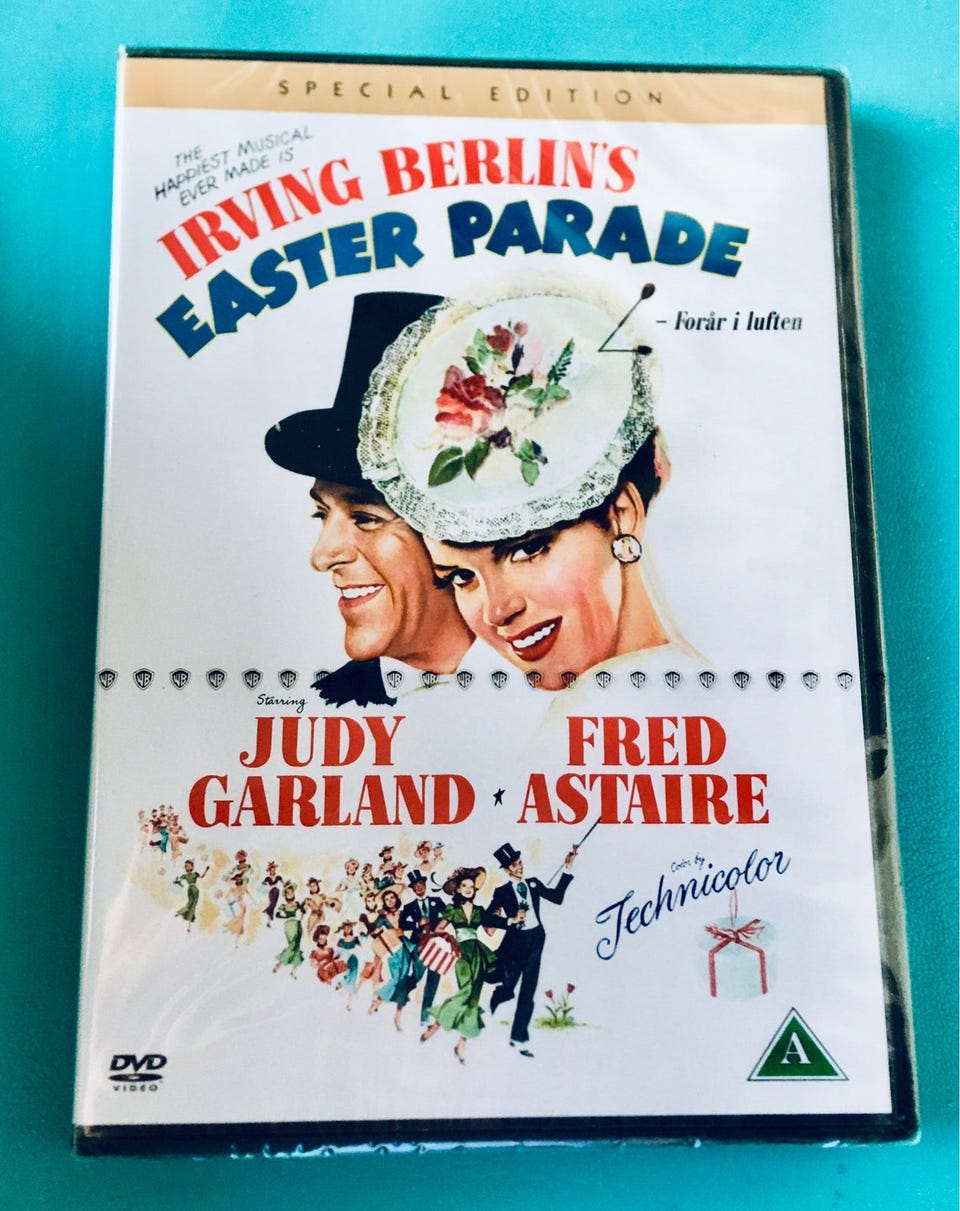 SPECIAL EDITION
THE
HAPPIEST MUSICAL
EVER MADE IS
IRVING BERLIN'S
EASTER PARADE
– Forår i luften
Starring
JUDY GARLAND ★ FRED ASTAIRE
Color by
Technicolor
DVD
VIDEO
A